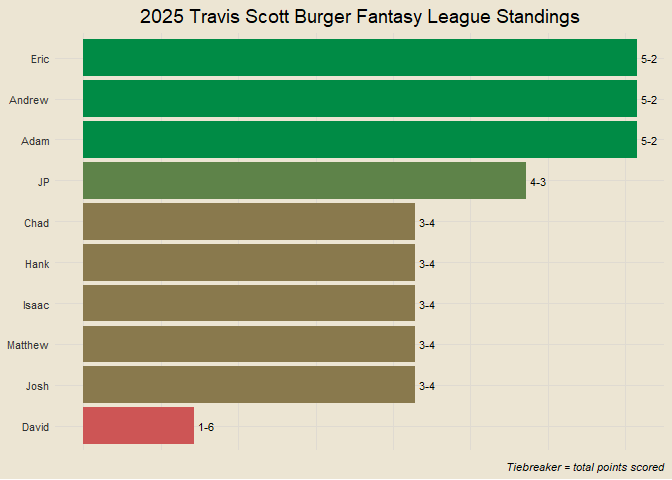 2025 Travis Scott Burger Fantasy League Standings
Eric 5-2
Andrew 5-2
Adam 5-2
JP 4-3
Chad 3-4
Hank 3-4
Isaac 3-4
Matthew 3-4
Josh 3-4
David 1-6
Tiebreaker = total points scored